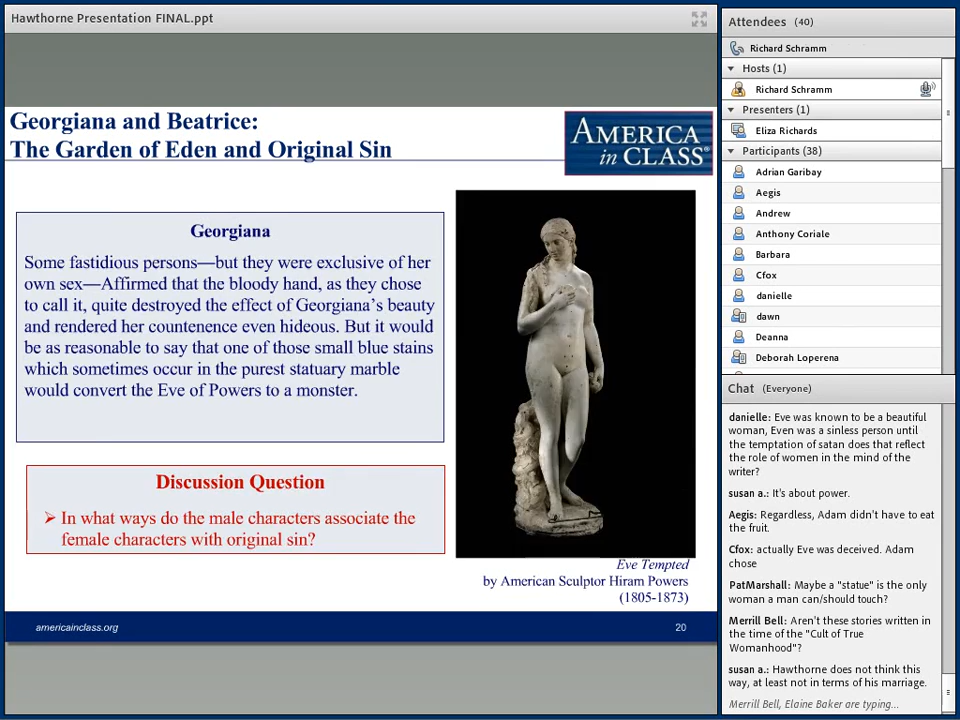 Hawthorne Presentation FINAL.ppt
Georgiana and Beatrice:
The Garden of Eden and Original Sin
AMERICA
in CLASS®
Georgiana
Some fastidious persons—but they were exclusive of her
own sex—Affirmed that the bloody hand, as they chose
to call it, quite destroyed the effect of Georgiana's beauty
and rendered her countenence even hideous. But it would
be as reasonable to say that one of those small blue stains
which sometimes occur in the purest statuary marble
would convert the Eve of Powers to a monster.
Discussion Question
➢ In what ways do the male characters associate the
female characters with original sin?
Eve Tempted
by American Sculptor Hiram Powers
(1805-1873)
americainclass.org
20
Attendees (40)
Richard Schramm
Hosts (1)
Richard Schramm
Presenters (1)
Eliza Richards
Participants (38)
Adrian Garibay
Aegis
Andrew
Anthony Coriale
Barbara
Cfox
danielle
dawn
Deanna
Deborah Loperena
Chat (Everyone)
danielle: Eve was known to be a beautiful
woman, Even was a sinless person until
the temptation of satan does that reflect
the role of women in the mind of the
writer?
susan a.: It's about power.
Aegis: Regardless, Adam didn't have to eat
the fruit.
Cfox: actually Eve was deceived. Adam
chose
PatMarshall: Maybe a "statue" is the only
woman a man can/should touch?
Merrill Bell: Aren't these stories written in
the time of the "Cult of True
Womanhood"?
susan a.: Hawthorne does not think this
way, at least not in terms of his marriage.
Merrill Bell, Elaine Baker are typing...